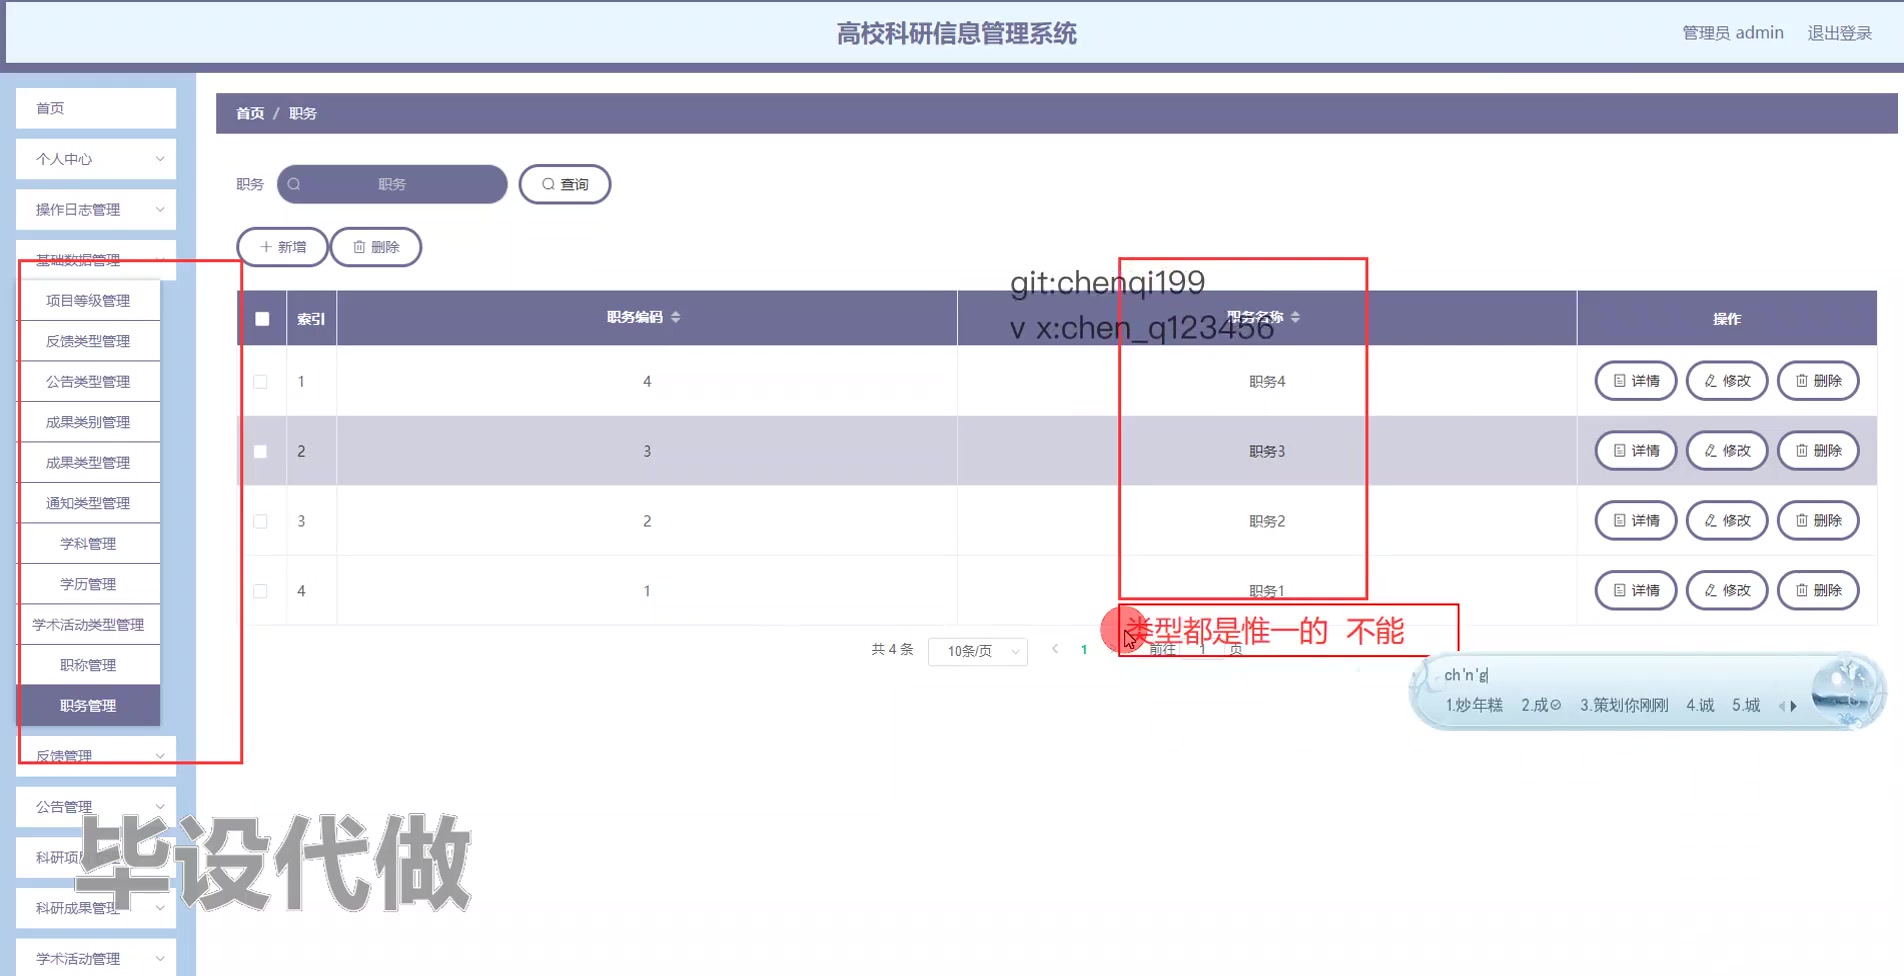 高校科研信息管理系统
管理员 admin 退出登录
首页
个人中心
操作日志管理
基础数据管理
项目等级管理
反馈类型管理
公告类型管理
成果类别管理
成果类型管理
通知类型管理
学科管理
学历管理
学术活动类型管理
职称管理
职务管理
反馈管理
公告管理
科研项
科研成果管理
学术活动管理
首页 / 职务
职务 职务 查询
新增 删除
git:chenqi199
v x:chen_q123456
索引 职务编码 职务名称 操作
1 4 职务4 详情 修改 删除
2 3 职务3 详情 修改 删除
3 2 职务2 详情 修改 删除
4 1 职务1 详情 修改 删除
类型都是惟一的 不能
共 4 条 10条/页 1 前往 1 页
ch'n'g
1.炒年糕 2.成 3.策划你刚刚 4.诚 5.城
毕设代做